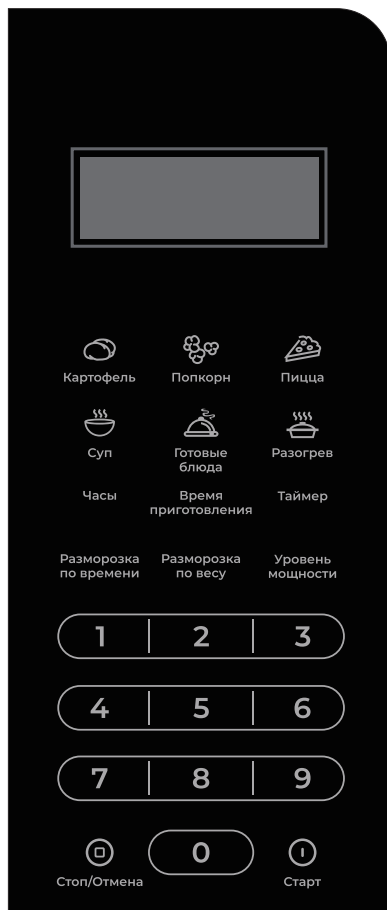 Картофель Попкорн Пицца
Суп Готовые блюда Разогрев
Часы Время приготовления Таймер
Разморозка по времени Разморозка по весу Уровень мощности
1 2 3
4 5 6
7 8 9
0
Стоп/Отмена Старт